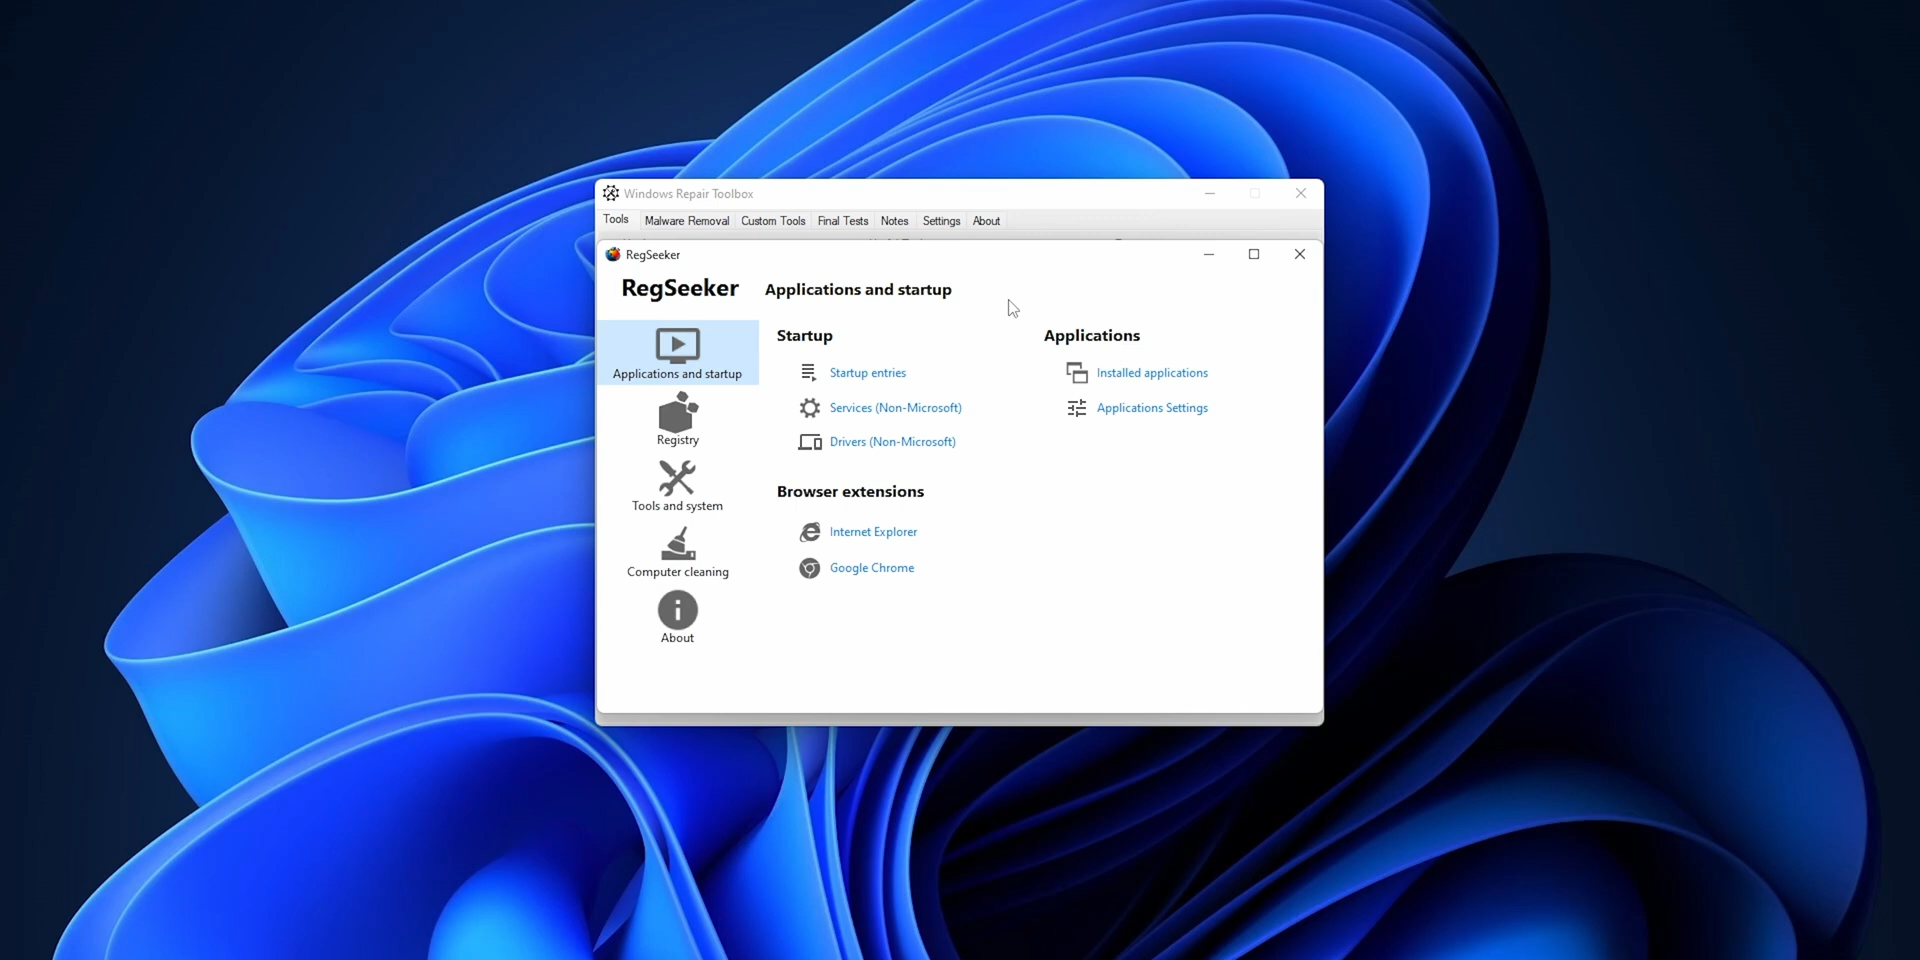 Windows Repair Toolbox
Tools Malware Removal Custom Tools Final Tests Notes Settings About
RegSeeker
RegSeeker Applications and startup
Applications and startup
Registry
Tools and system
Computer cleaning
About
Startup
Startup entries
Services (Non-Microsoft)
Drivers (Non-Microsoft)
Browser extensions
Internet Explorer
Google Chrome
Applications
Installed applications
Applications Settings